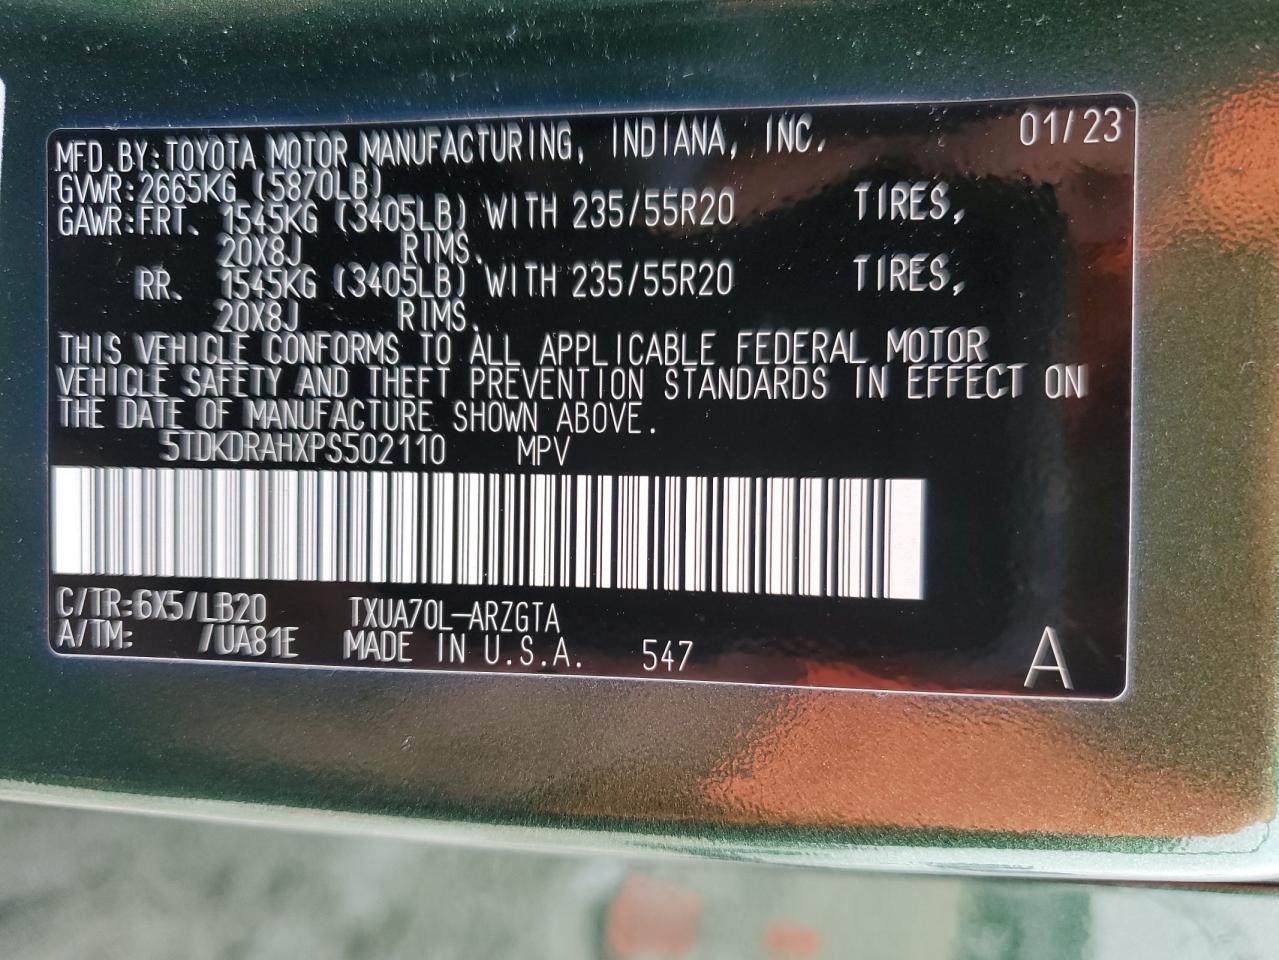 MFD.BY:TOYOTA MOTOR MANUFACTURING, INDIANA, INC. 01/23
GVWR:2665KG (5870LB)
GAWR:FRT. 1545KG (3405LB) WITH 235/55R20 TIRES,
20X8J RIMS.
RR. 1545KG (3405LB) WITH 235/55R20 TIRES,
20X8J RIMS.
THIS VEHICLE CONFORMS TO ALL APPLICABLE FEDERAL MOTOR
VEHICLE SAFETY AND THEFT PREVENTION STANDARDS IN EFFECT ON
THE DATE OF MANUFACTURE SHOWN ABOVE.
5TDKDRAHXPS502110 MPV
C/TR:6X5/LB20 TXUA70L-ARZGTA
A/TM: /UA81E MADE IN U.S.A. 547 A